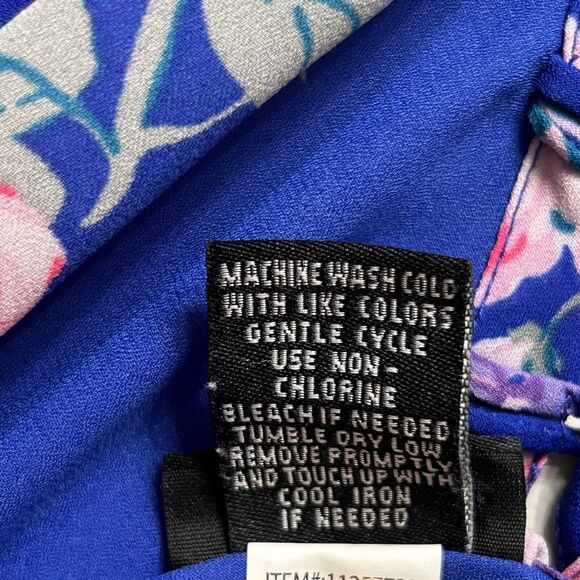 MACHINE WASH COLD
WITH LIKE COLORS
GENTLE CYCLE
USE NON-
CHLORINE
BLEACH IF NEEDED
TUMBLE DRY LOW
REMOVE PROMPTLY
AND TOUCH UP WITH
COOL IRON
IF NEEDED
ITEM#: